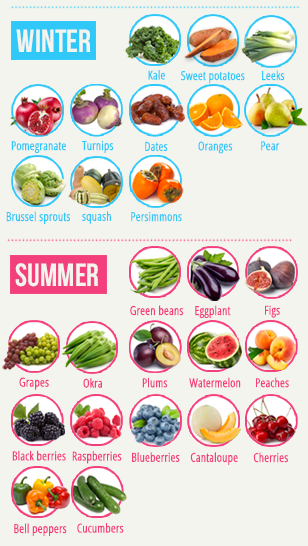 WINTER
Kale Sweet potatoes Leeks
Pomegranate Turnips Dates Oranges Pear
Brussel sprouts squash Persimmons
SUMMER
Green beans Eggplant Figs
Grapes Okra Plums Watermelon Peaches
Black berries Raspberries Blueberries Cantaloupe Cherries
Bell peppers Cucumbers